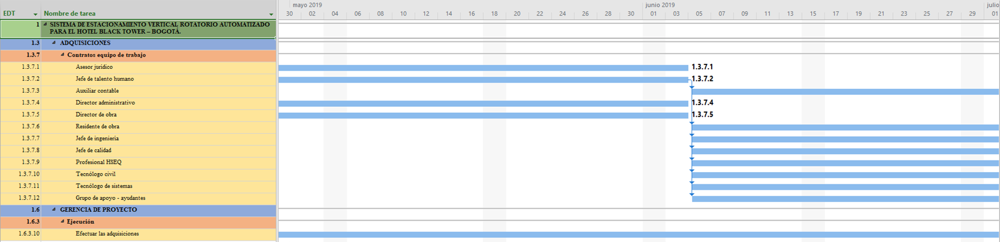 mayo 2019 junio 2019 julio
EDT Nombre de tarea 30 02 04 06 08 10 12 14 16 18 20 22 24 26 28 30 01 03 05 07 09 11 13 15 17 19 21 23 25 27 29 01
1 SISTEMA DE ESTACIONAMIENTO VERTICAL ROTATORIO AUTOMATIZADO
PARA EL HOTEL BLACK TOWER – BOGOTÁ.
1.3 ADQUISICIONES
1.3.7 Contratos equipo de trabajo
1.3.7.1 Asesor jurídico 1.3.7.1
1.3.7.2 Jefe de talento humano 1.3.7.2
1.3.7.3 Auxiliar contable
1.3.7.4 Director administrativo 1.3.7.4
1.3.7.5 Director de obra 1.3.7.5
1.3.7.6 Residente de obra
1.3.7.7 Jefe de ingeniería
1.3.7.8 Jefe de calidad
1.3.7.9 Profesional HSEQ
1.3.7.10 Tecnólogo civil
1.3.7.11 Tecnólogo de sistemas
1.3.7.12 Grupo de apoyo - ayudantes
1.6 GERENCIA DE PROYECTO
1.6.3 Ejecución
1.6.3.10 Efectuar las adquisiciones